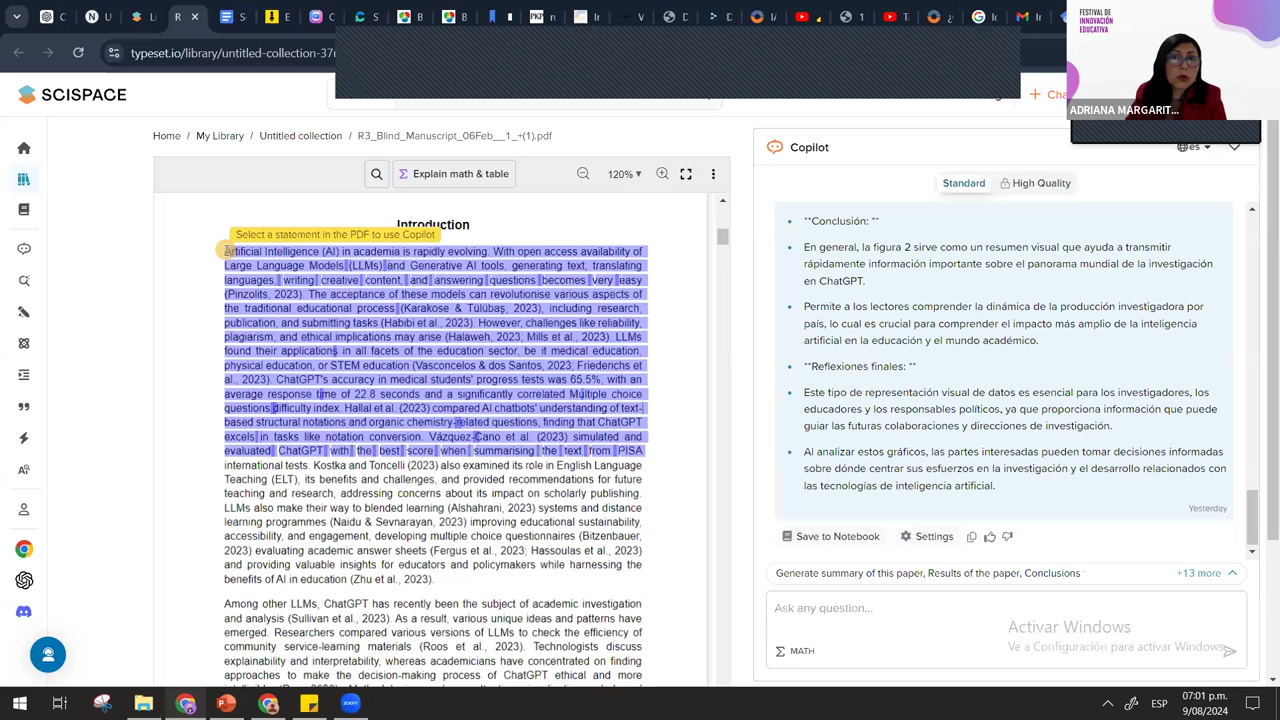 FESTIVAL DE
INNOVACIÓN
EDUCATIVA
ADRIANA MARGARIT...
typeset.io/library/
SCISPACE
Home / My Library / Untitled collection / R3_Blind_Manuscript_06Feb__1_+(1).pdf
Explain math & table
120%
Introduction
Select a statement in the PDF to use Copilot
Artificial Intelligence (AI) in academia is rapidly evolving. With open access availability of
Large Language Models (LLMs) and Generative AI tools, generating text, translating
languages, writing creative content, and answering questions becomes very easy
(Pinzolits, 2023). The acceptance of these models can revolutionise various aspects of
the traditional educational process (Karakose & Tülübaş, 2023), including research,
publication, and submitting tasks (Habibi et al., 2023). However, challenges like reliability,
plagiarism, and ethical implications may arise (Halaweh, 2023, Mills et al., 2023). LLMs
found their applications in all facets of the education sector, be it medical education,
physical education, or STEM education (Vasconcelos & dos Santos, 2023, Friederichs et
al., 2023). ChatGPT's accuracy in medical students' progress tests was 65.5%, with an
average response time of 22.8 seconds and a significantly correlated Multiple choice
questions difficulty index. Hallal et al. (2023) compared AI chatbots' understanding of text-
based structural notations and organic chemistry-related questions, finding that ChatGPT
excels in tasks like notation conversion. Vázquez-Cano et al. (2023) simulated and
evaluated ChatGPT with the best score when summarising the text from PISA
international tests. Kostka and Toncelli (2023) also examined its role in English Language
Teaching (ELT), its benefits and challenges, and provided recommendations for future
teaching and research, addressing concerns about its impact on scholarly publishing.
LLMs also make their way to blended learning (Alshahrani, 2023) systems and distance
learning programmes (Naidu & Sevnarayan, 2023) improving educational sustainability,
accessibility, and engagement, developing multiple choice questionnaires (Bitzenbauer,
2023) evaluating academic answer sheets (Fergus et al., 2023; Hassoulas et al., 2023)
and providing valuable insights for educators and policymakers while harnessing the
benefits of AI in education (Zhu et al., 2023).
Among other LLMs, ChatGPT has recently been the subject of academic investigation
and analysis (Sullivan et al., 2023). As a result, various unique ideas and patterns have
emerged. Researchers compared various versions of LLMs to check the efficiency of
community service-learning materials (Roos et al., 2023). Technologists discuss
explainability and interpretability, whereas academicians have concentrated on finding
approaches to make the decision-making process of ChatGPT ethical and more
Copilot
es
Standard
High Quality
**Conclusión: **
En general, la figura 2 sirve como un resumen visual que ayuda a transmitir
rápidamente información importante sobre el panorama mundial de la investigación
en ChatGPT.
Permite a los lectores comprender la dinámica de la producción investigadora por
país, lo cual es crucial para comprender el impacto más amplio de la inteligencia
artificial en la educación y el mundo académico.
**Reflexiones finales: **
Este tipo de representación visual de datos es esencial para los investigadores, los
educadores y los responsables políticos, ya que proporciona información que puede
guiar las futuras colaboraciones y direcciones de investigación.
Al analizar estos gráficos, las partes interesadas pueden tomar decisiones informadas
sobre dónde centrar sus esfuerzos en la investigación y el desarrollo relacionados con
las tecnologías de inteligencia artificial.
Yesterday
Save to Notebook
Settings
Generate summary of this paper, Results of the paper, Conclusions
+13 more
Ask any question...
MATH
Activar Windows
Ve a Configuración para activar Windows.
ESP
07:01 p.m.
9/08/2024